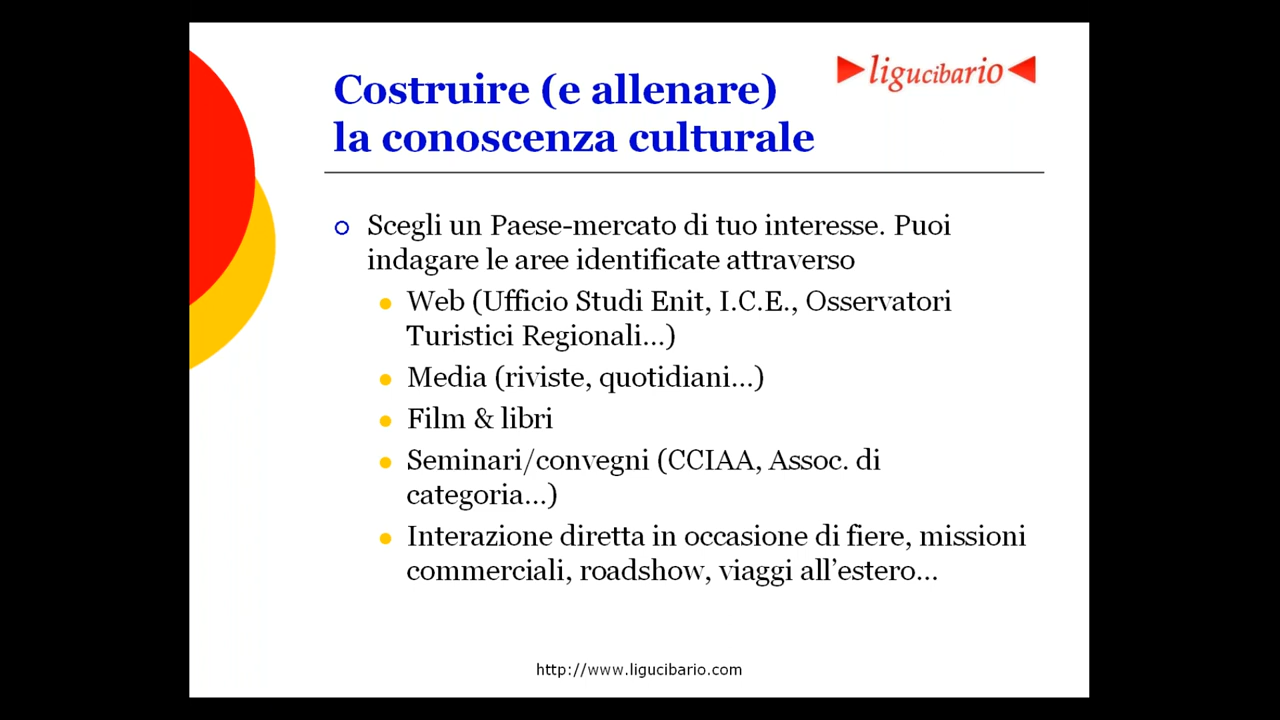 ligucibario
Costruire (e allenare)
la conoscenza culturale
Scegli un Paese-mercato di tuo interesse. Puoi
indagare le aree identificate attraverso
Web (Ufficio Studi Enit, I.C.E., Osservatori
Turistici Regionali…)
Media (riviste, quotidiani…)
Film & libri
Seminari/convegni (CCIAA, Assoc. di
categoria…)
Interazione diretta in occasione di fiere, missioni
commerciali, roadshow, viaggi all’estero…
http://www.ligucibario.com